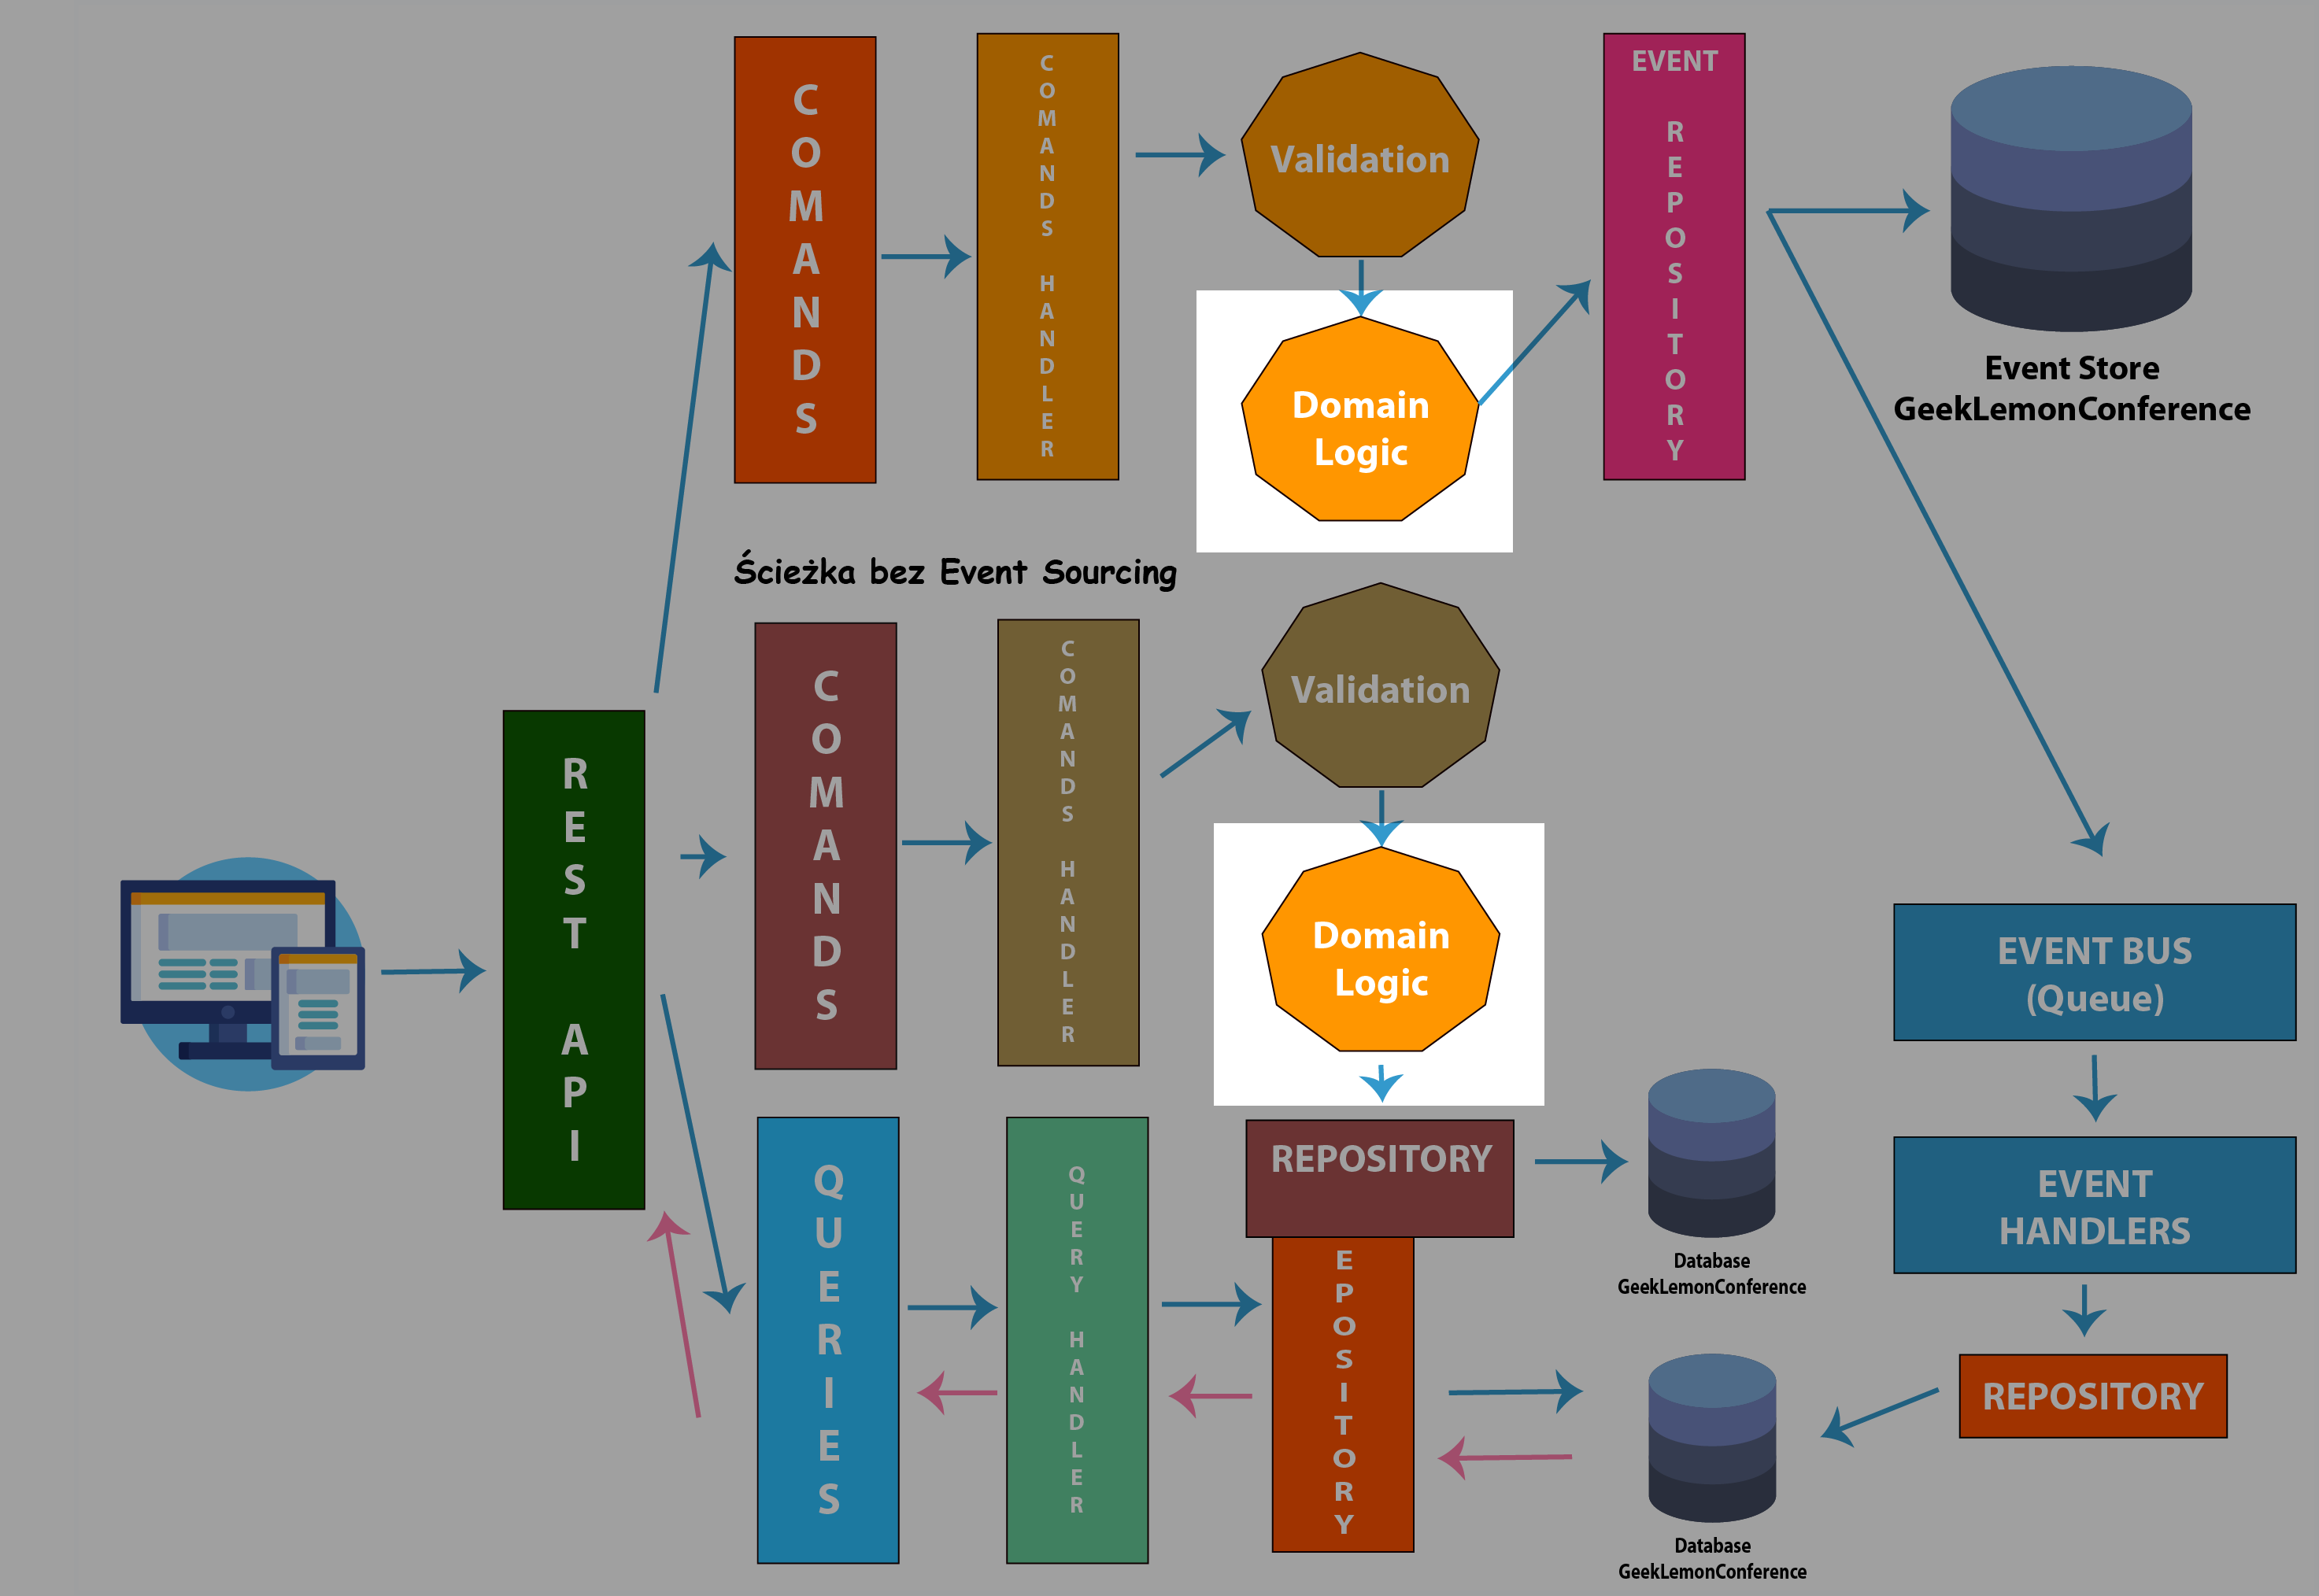 COMANDS
COMANDS HANDLER
Validation
Domain
Logic
EVENT REPOSITORY
Event Store
GeekLemonConference
Ścieżka bez Event Sourcing
REST API
COMANDS
COMANDS HANDLER
Validation
Domain
Logic
REPOSITORY
Database
GeekLemonConference
EVENT BUS
(Queue)
EVENT
HANDLERS
REPOSITORY
QUERIES
QUERY HANDLER
EPOSITORY
Database
GeekLemonConference